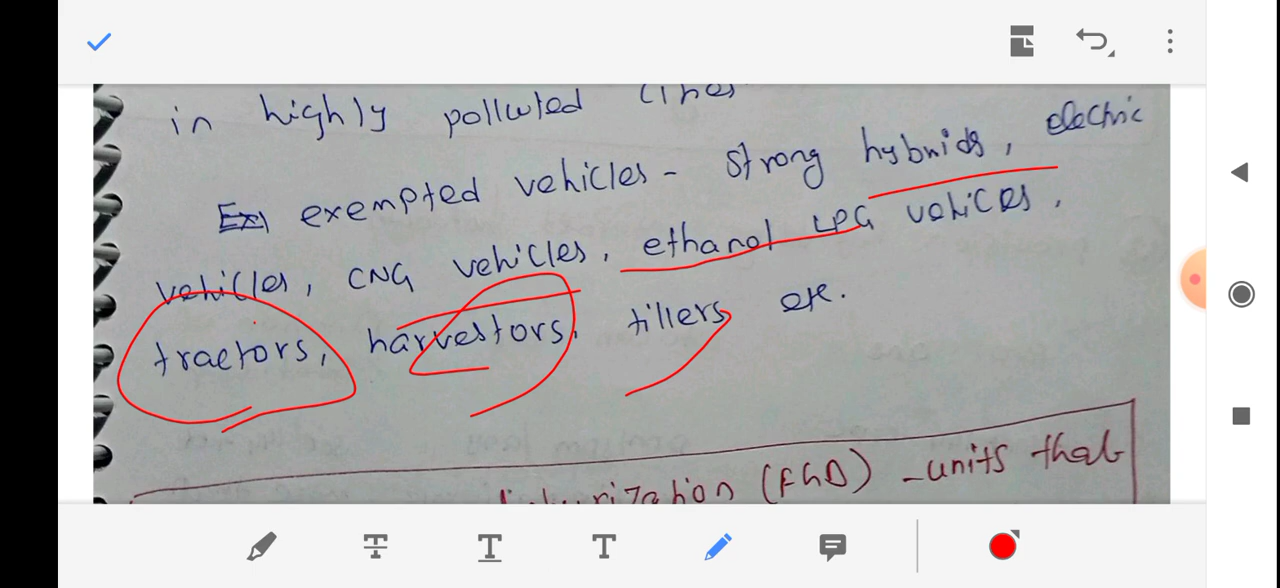 in highly polluted cities
Ex exempted vehicles - strong hybrids, electric
vehicles, CNG vehicles, ethanol LPG vehicles,
tractors, harvestors, tillers etc.
(FGD) - units that
T T T